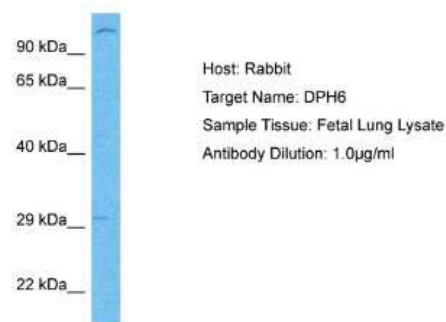 90 kDa
65 kDa
40 kDa
29 kDa
22 kDa
Host: Rabbit
Target Name: DPH6
Sample Tissue: Fetal Lung Lysate
Antibody Dilution: 1.0µg/ml